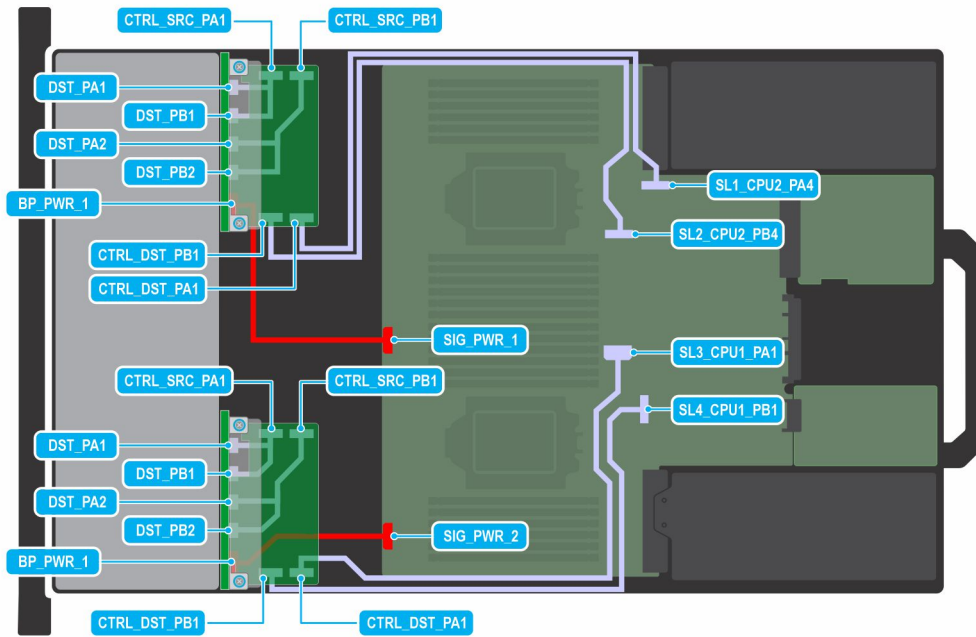 CTRL_SRC_PA1
CTRL_SRC_PB1
DST_PA1
DST_PB1
DST_PA2
DST_PB2
BP_PWR_1
SL1_CPU2_PA4
SL2_CPU2_PB4
CTRL_DST_PB1
CTRL_DST_PA1
SIG_PWR_1
SL3_CPU1_PA1
CTRL_SRC_PA1
CTRL_SRC_PB1
SL4_CPU1_PB1
DST_PA1
DST_PB1
DST_PA2
DST_PB2
SIG_PWR_2
BP_PWR_1
CTRL_DST_PB1
CTRL_DST_PA1